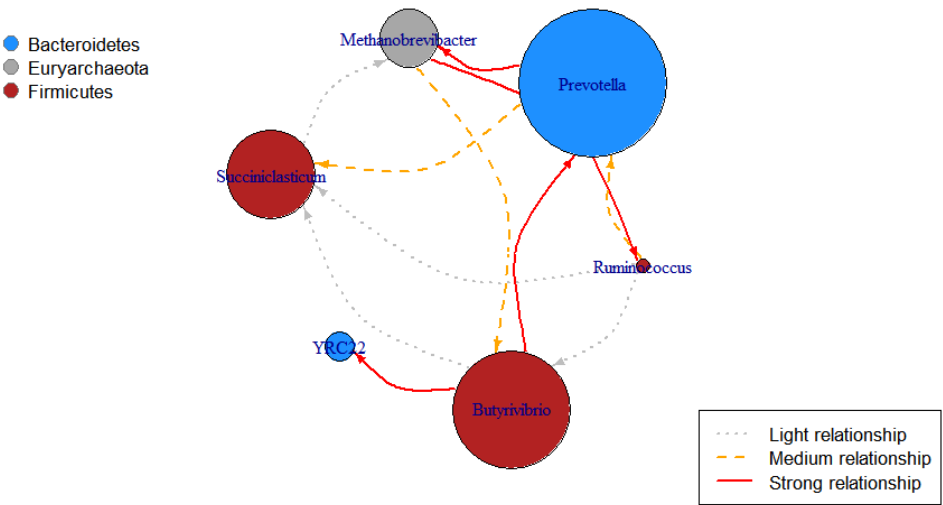 Bacteroidetes
Euryarchaeota
Firmicutes
Methanobrevibacter
Prevotella
Succiniclasticum
Ruminococcus
YRC22
Butyrivibrio
Light relationship
Medium relationship
Strong relationship